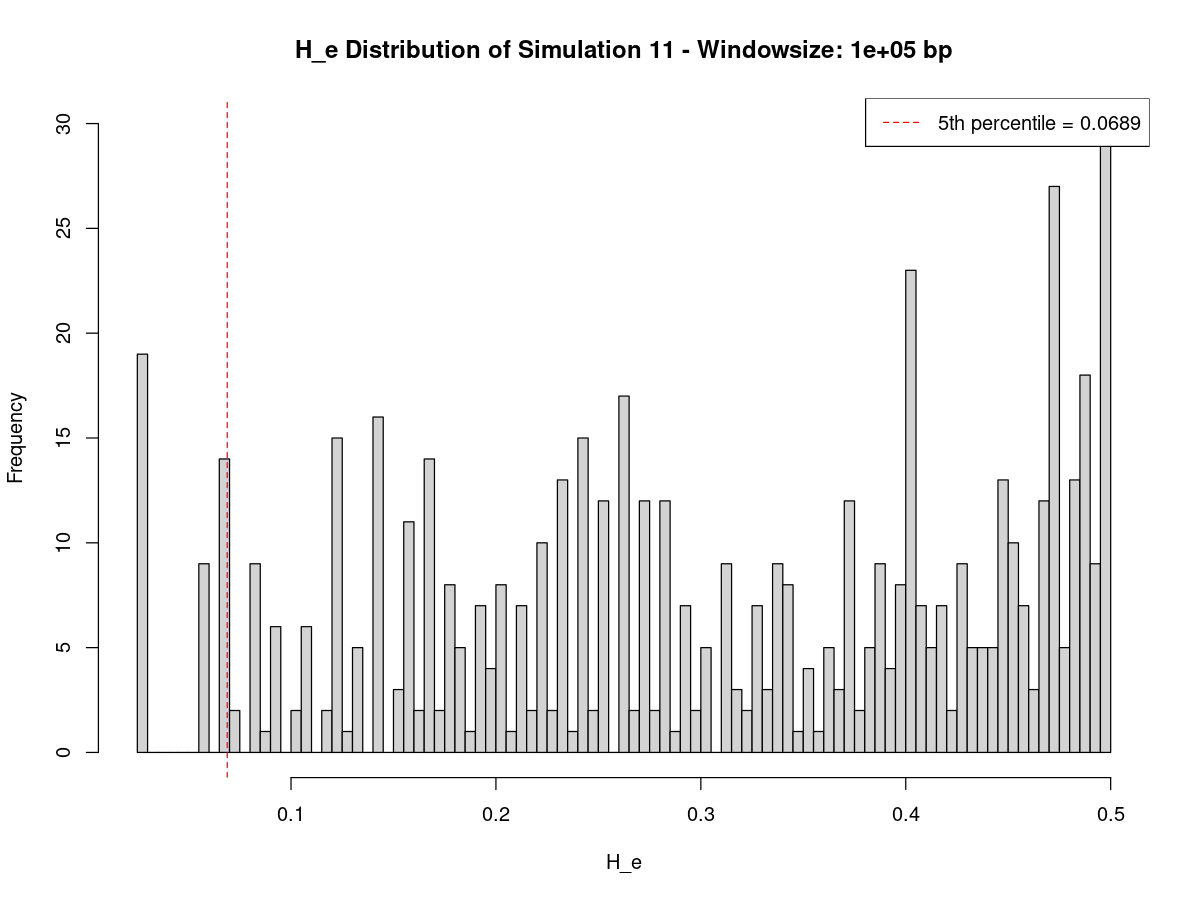 H_e Distribution of Simulation 11 - Windowsize: 1e+05 bp
5th percentile = 0.0689
Frequency
30
25
20
15
10
5
0
0.1 0.2 0.3 0.4 0.5
H_e